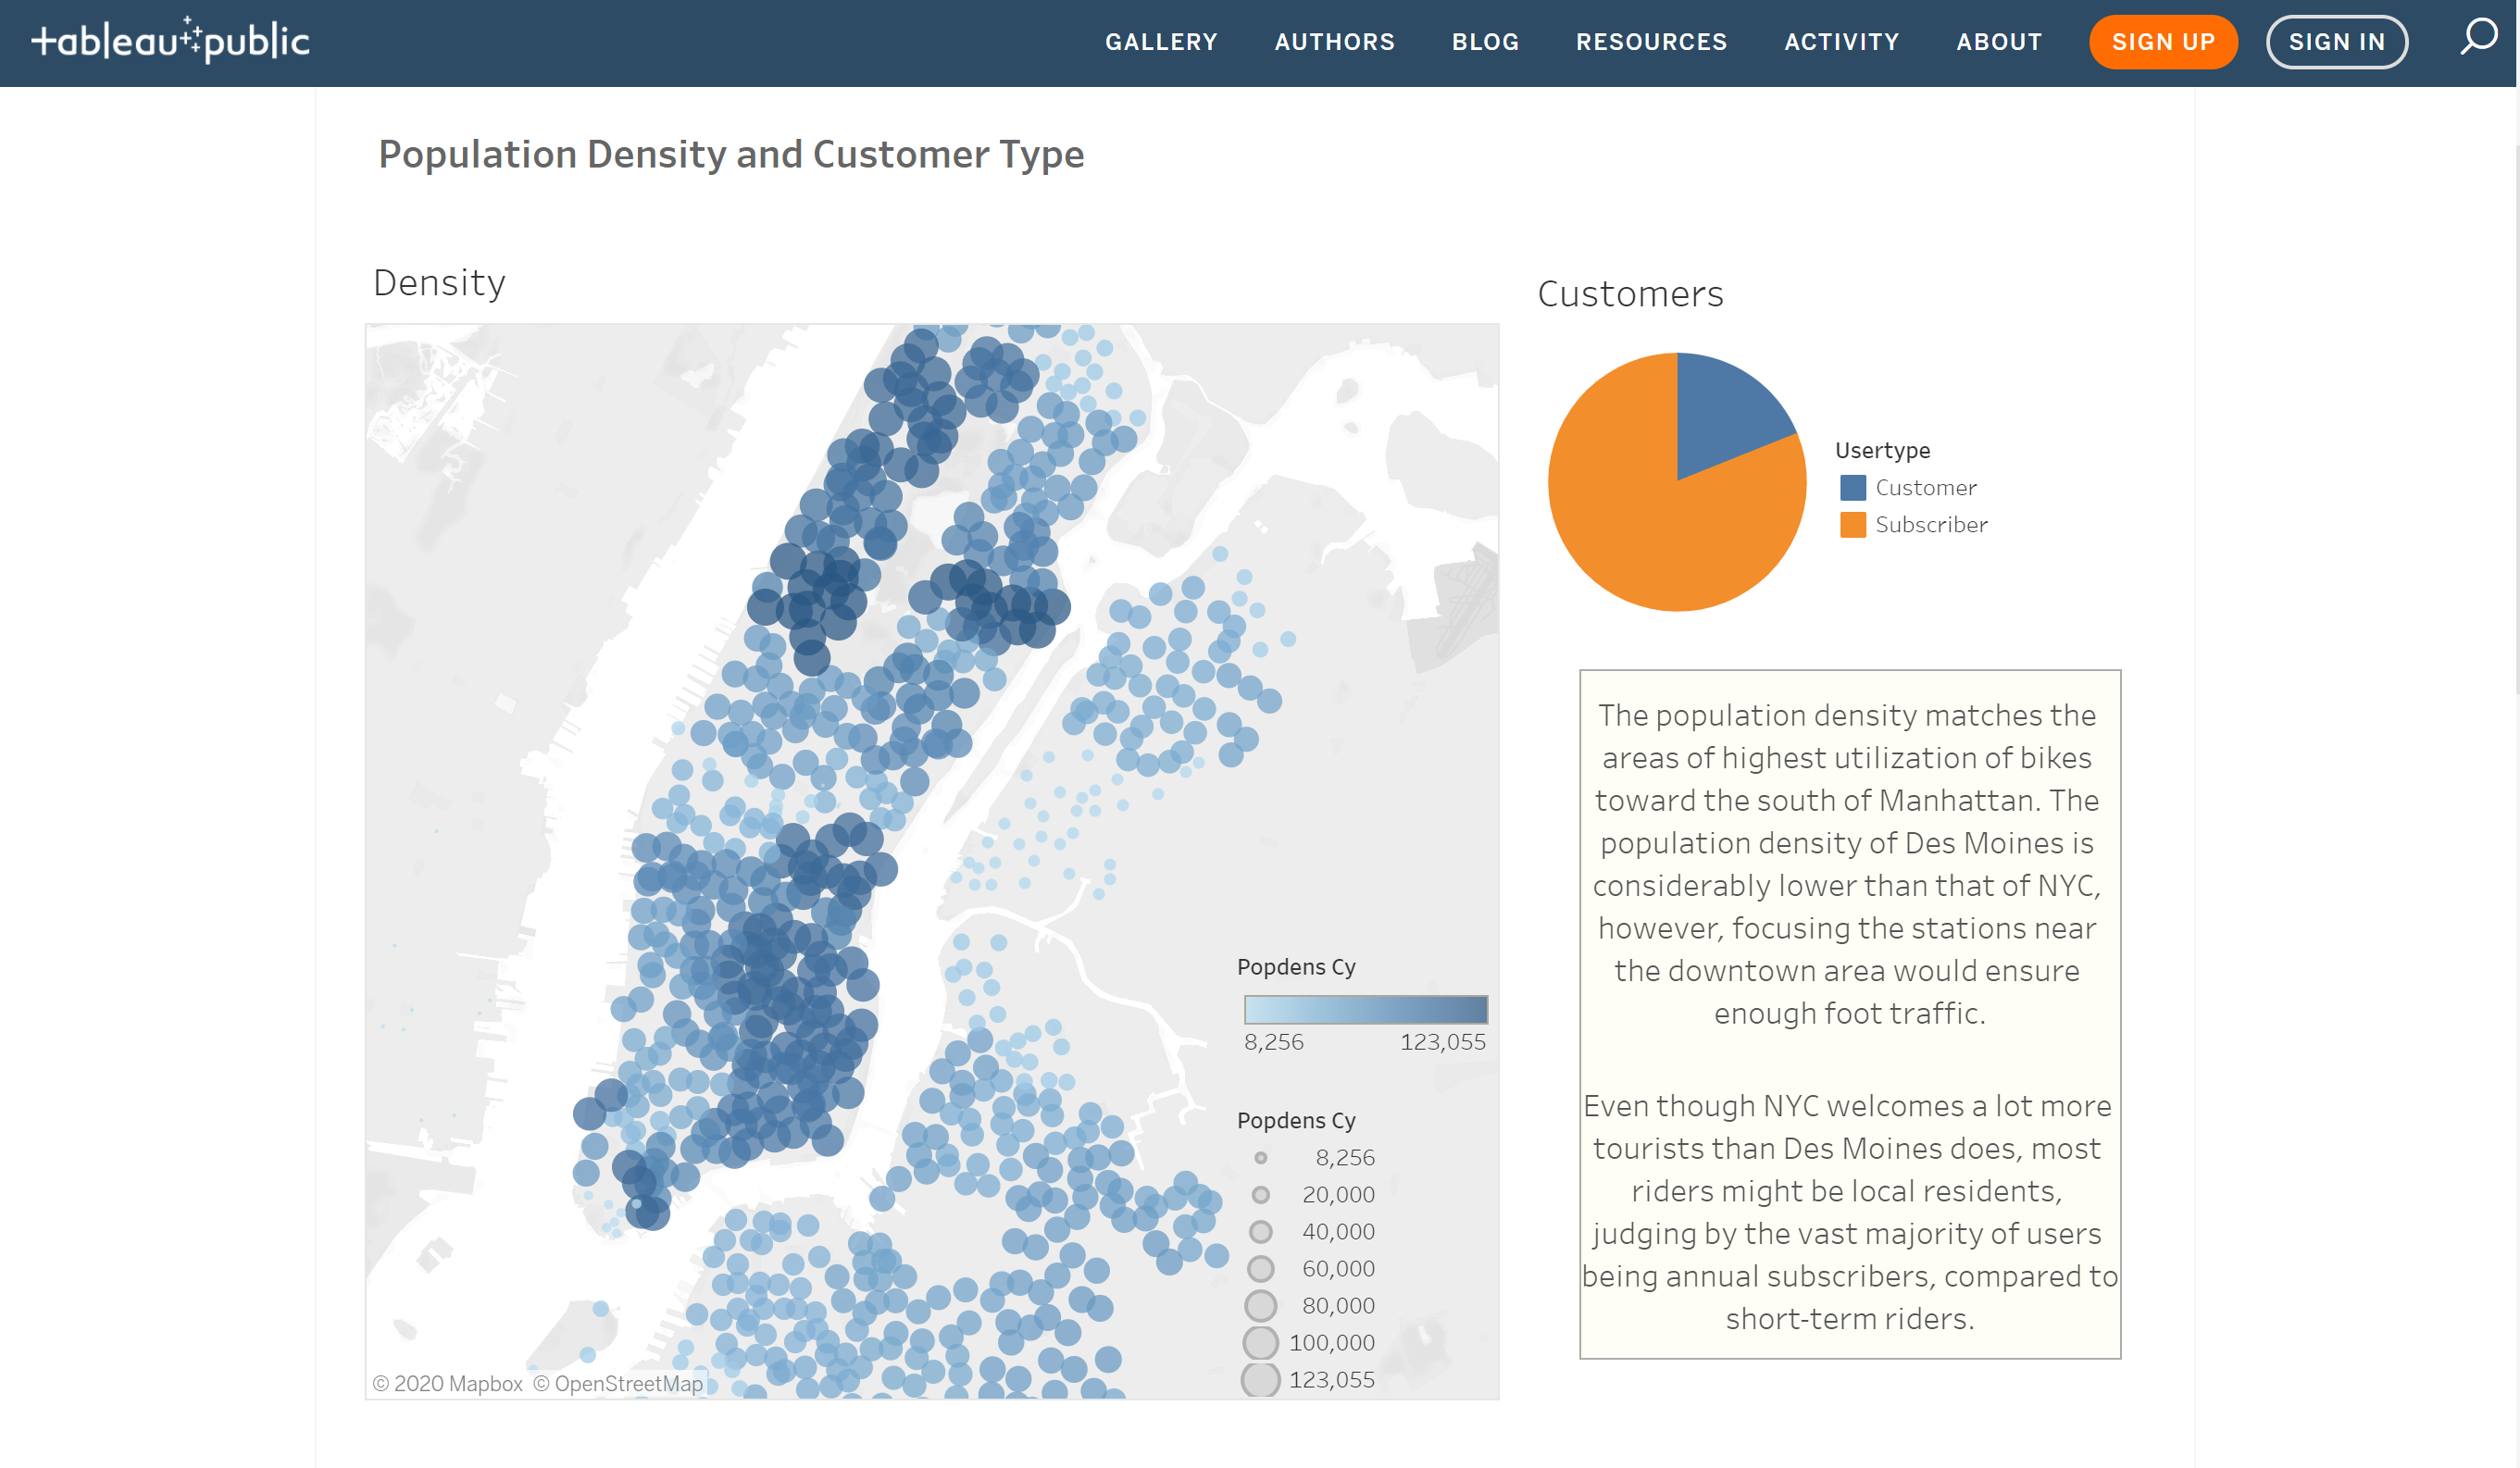 tableau public
GALLERY AUTHORS BLOG RESOURCES ACTIVITY ABOUT SIGN UP SIGN IN
Population Density and Customer Type
Density
Customers
Usertype
Customer
Subscriber
The population density matches the
areas of highest utilization of bikes
toward the south of Manhattan. The
population density of Des Moines is
considerably lower than that of NYC,
however, focusing the stations near
the downtown area would ensure
enough foot traffic.
Even though NYC welcomes a lot more
tourists than Des Moines does, most
riders might be local residents,
judging by the vast majority of users
being annual subscribers, compared to
short-term riders.
Popdens Cy
8,256 123,055
Popdens Cy
8,256
20,000
40,000
60,000
80,000
100,000
123,055
© 2020 Mapbox © OpenStreetMap